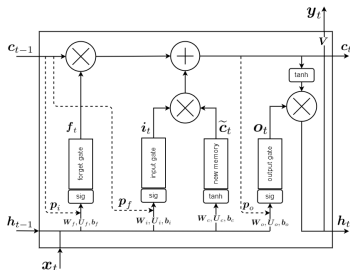 y_t
V
c_{t-1}
c_t
tanh
f_t
i_t
c̃_t
o_t
forget gate
input gate
new memory
output gate
sig
sig
tanh
sig
p_i
p_f
p_o
h_{t-1}
W_f, U_f, b_f
W_i, U_i, b_i
W_c, U_c, b_c
W_o, U_o, b_o
h_t
x_t